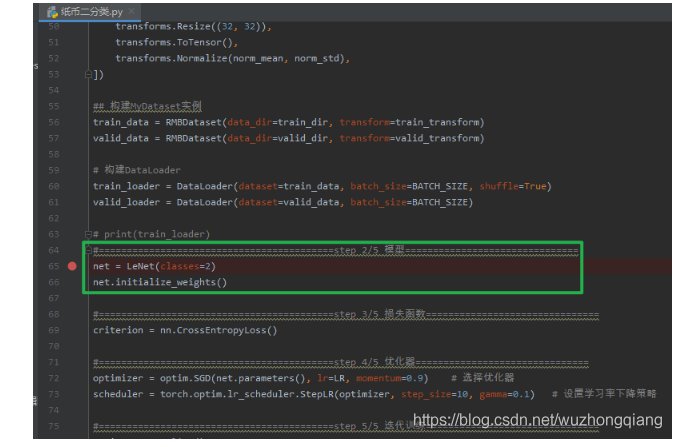 纸币二分类.py
50 transforms.Resize((32, 32)),
51 transforms.ToTensor(),
52 transforms.Normalize(norm_mean, norm_std),
53 ])
54
55 ## 构建MyDataset实例
56 train_data = RMBDataset(data_dir=train_dir, transform=train_transform)
57 valid_data = RMBDataset(data_dir=valid_dir, transform=valid_transform)
58
59 # 构建DataLoader
60 train_loader = DataLoader(dataset=train_data, batch_size=BATCH_SIZE, shuffle=True)
61 valid_loader = DataLoader(dataset=valid_data, batch_size=BATCH_SIZE)
62
63 # print(train_loader)
64 #==========================================step 2/5 模型===============================
65 net = LeNet(classes=2)
66 net.initialize_weights()
67
68 #==========================================step 3/5 损失函数===============================
69 criterion = nn.CrossEntropyLoss()
70
71 #==========================================step 4/5 优化器===============================
72 optimizer = optim.SGD(net.parameters(), lr=LR, momentum=0.9) # 选择优化器
73 scheduler = torch.optim.lr_scheduler.StepLR(optimizer, step_size=10, gamma=0.1) # 设置学习率下降策略
74
75 #==========================================step 5/5 迭代
https://blog.csdn.net/wuzhongqiang